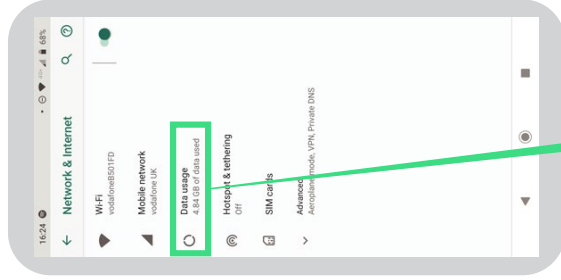 16:24
68%
Network & Internet
Wi-Fi
vodafoneB501FD
Mobile network
vodafone UK
Data usage
4.84 GB of data used
Hotspot & tethering
Off
SIM cards
Advanced
Aeroplane mode, VPN, Private DNS